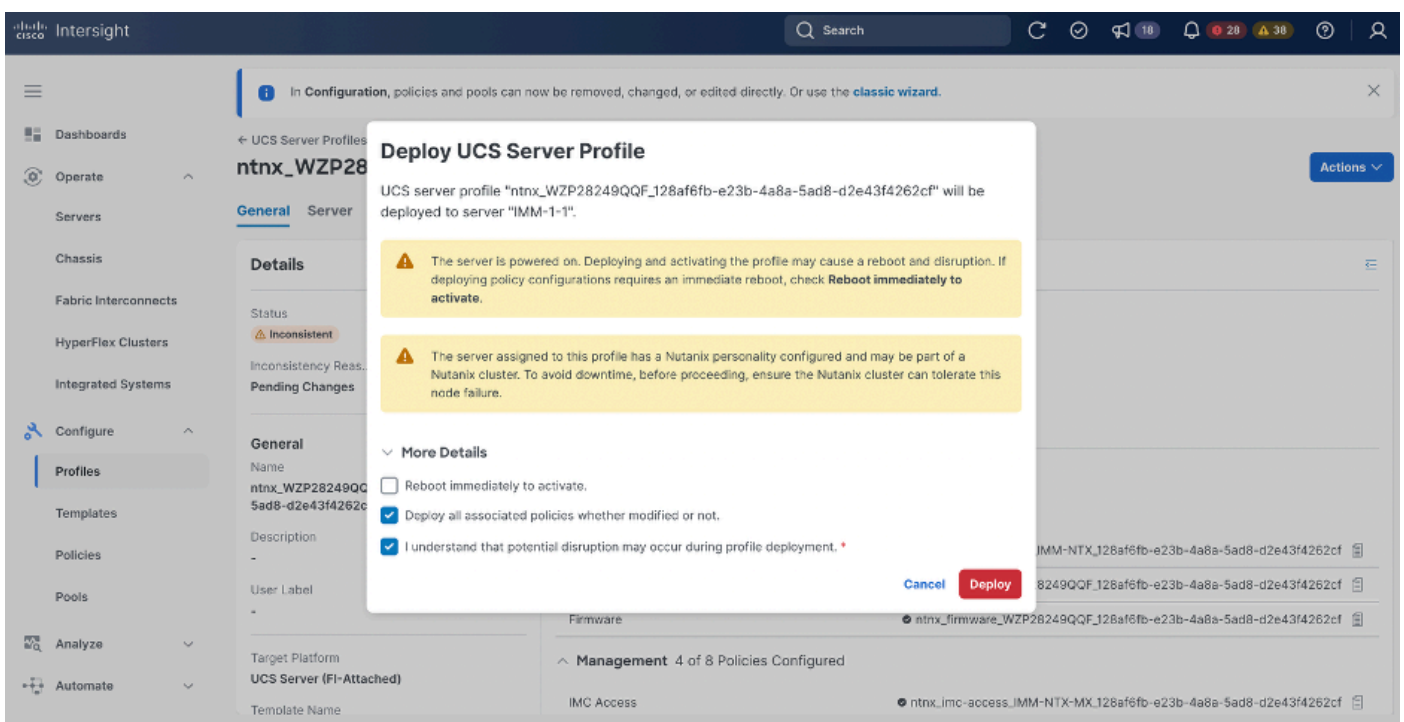 cisco Intersight
Search
18
28
38
In Configuration, policies and pools can now be removed, changed, or edited directly. Or use the classic wizard.
Dashboards
Operate
Servers
Chassis
Fabric Interconnects
HyperFlex Clusters
Integrated Systems
Configure
Profiles
Templates
Policies
Pools
Analyze
Automate
← UCS Server Profiles
ntnx_WZP28
Actions
General Server
Details
Status
Inconsistent
Inconsistency Reas..
Pending Changes
General
Name
ntnx_WZP28249QQ
5ad8-d2e43f4262c
Description
-
User Label
-
Target Platform
UCS Server (FI-Attached)
Template Name
Deploy UCS Server Profile
UCS server profile "ntnx_WZP28249QQF_128af6fb-e23b-4a8a-5ad8-d2e43f4262cf" will be
deployed to server "IMM-1-1".
The server is powered on. Deploying and activating the profile may cause a reboot and disruption. If
deploying policy configurations requires an immediate reboot, check Reboot immediately to
activate.
The server assigned to this profile has a Nutanix personality configured and may be part of a
Nutanix cluster. To avoid downtime, before proceeding, ensure the Nutanix cluster can tolerate this
node failure.
More Details
Reboot immediately to activate.
Deploy all associated policies whether modified or not.
I understand that potential disruption may occur during profile deployment. *
Cancel Deploy
IMM-NTX_128af6fb-e23b-4a8a-5ad8-d2e43f4262cf
8249QQF_128af6fb-e23b-4a8a-5ad8-d2e43f4262cf
Firmware ntnx_firmware_WZP28249QQF_128af6fb-e23b-4a8a-5ad8-d2e43f4262cf
Management 4 of 8 Policies Configured
IMC Access ntnx_imc-access_IMM-NTX-MX_128af6fb-e23b-4a8a-5ad8-d2e43f4262cf